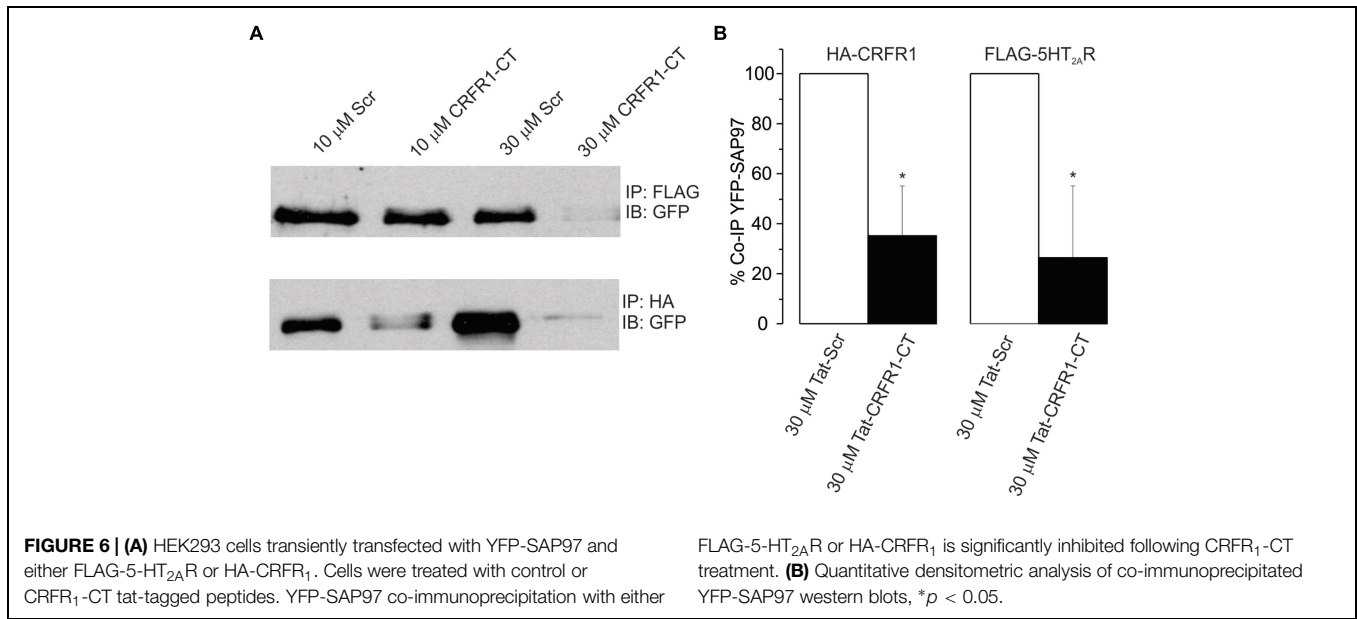 A
10 μM Scr
10 μM CRFR1-CT
30 μM Scr
30 μM CRFR1-CT
IP: FLAG
IB: GFP
IP: HA
IB: GFP
B
HA-CRFR1
FLAG-5HT₂ₐR
% Co-IP YFP-SAP97
100
80
60
40
20
0
*
*
30 μM Tat-Scr
30 μM Tat-CRFR1-CT
30 μM Tat-Scr
30 μM Tat-CRFR1-CT
FIGURE 6 | (A) HEK293 cells transiently transfected with YFP-SAP97 and
either FLAG-5-HT₂ₐR or HA-CRFR₁. Cells were treated with control or
CRFR₁-CT tat-tagged peptides. YFP-SAP97 co-immunoprecipitation with either
FLAG-5-HT₂ₐR or HA-CRFR₁ is significantly inhibited following CRFR₁-CT
treatment. (B) Quantitative densitometric analysis of co-immunoprecipitated
YFP-SAP97 western blots, *p < 0.05.